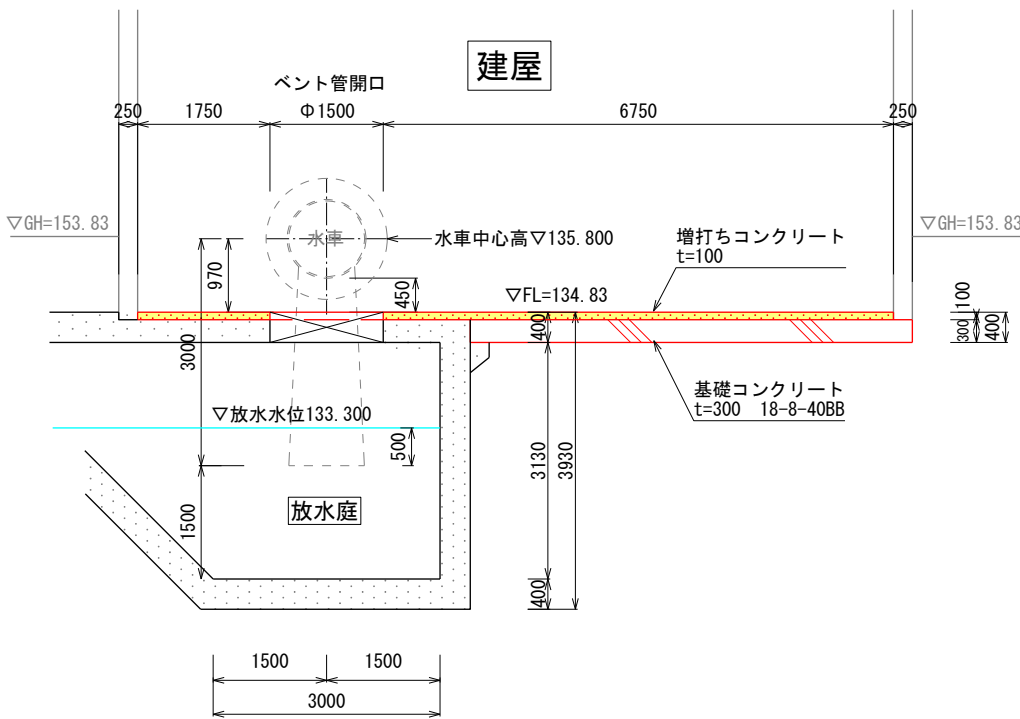 建屋
ベント管開口
250
1750
Φ1500
6750
250
▽GH=153.83
▽GH=153.83
水車
水車中心高▽135.800
増打ちコンクリート
t=100
970
450
▽FL=134.83
100
300
400
400
3000
基礎コンクリート
t=300 18-8-40BB
▽放水水位133.300
500
3130
3930
1500
放水庭
400
1500
1500
3000